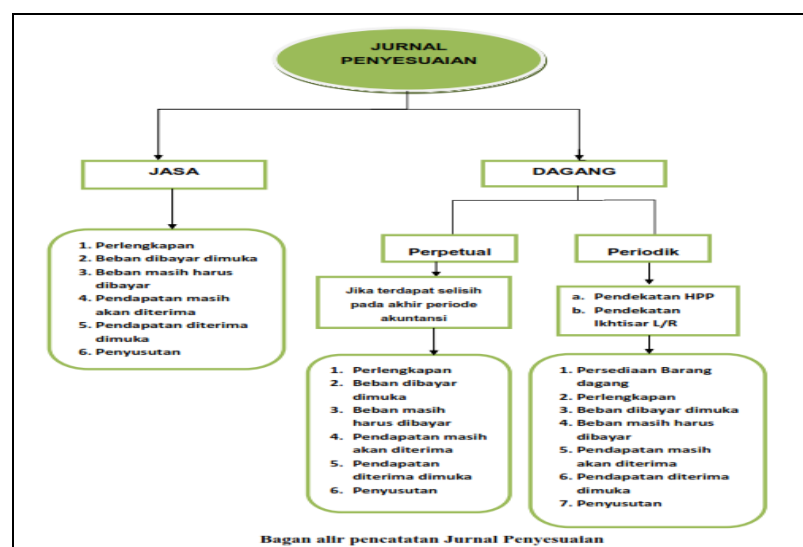 JURNAL
PENYESUAIAN
JASA
DAGANG
1. Perlengkapan
2. Beban dibayar dimuka
3. Beban masih harus
dibayar
4. Pendapatan masih
akan diterima
5. Pendapatan diterima
dimuka
6. Penyusutan
Perpetual
Periodik
Jika terdapat selisih
pada akhir periode
akuntansi
a. Pendekatan HPP
b. Pendekatan
Ikhtisar L/R
1. Perlengkapan
2. Beban dibayar
dimuka
3. Beban masih
harus dibayar
4. Pendapatan masih
akan diterima
5. Pendapatan
diterima dimuka
6. Penyusutan
1. Persediaan Barang
dagang
2. Perlengkapan
3. Beban dibayar dimuka
4. Beban masih harus
dibayar
5. Pendapatan masih
akan diterima
6. Pendapatan diterima
dimuka
7. Penyusutan
Bagan alir pencatatan Jurnal Penyesuaian